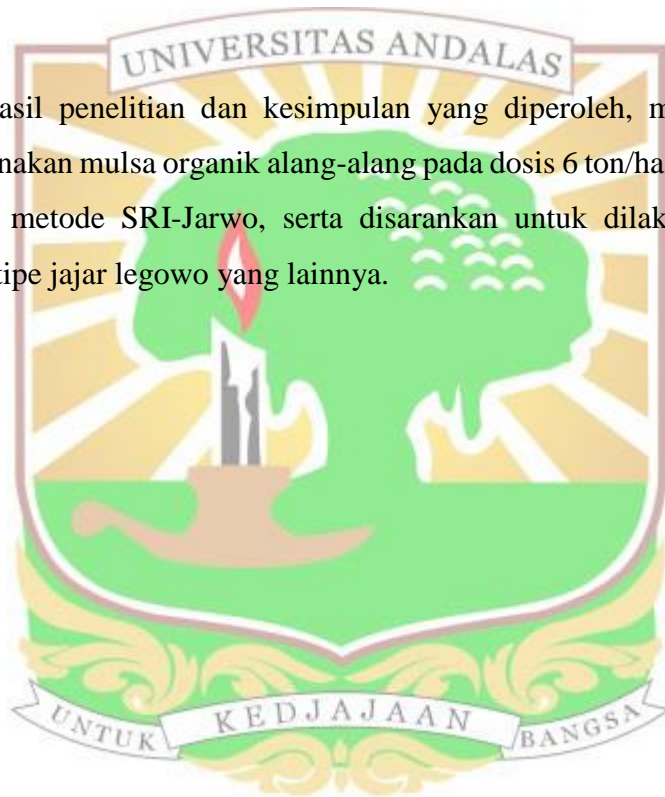 UNIVERSITAS ANDALAS
asil penelitian dan kesimpulan yang diperoleh, m
nakan mulsa organik alang-alang pada dosis 6 ton/ha
metode SRI-Jarwo, serta disarankan untuk dilak
tipe jajar legowo yang lainnya.
UNTUK KEDJAJAAN BANGSA